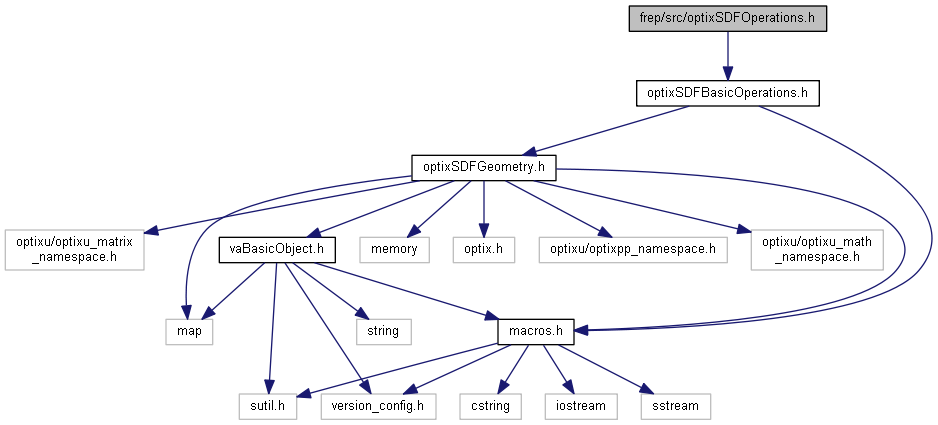 frep/src/optixSDFOperations.h
optixSDFBasicOperations.h
optixSDFGeometry.h
optixu/optixu_matrix
_namespace.h
vaBasicObject.h
memory
optix.h
optixu/optixpp_namespace.h
optixu/optixu_math
_namespace.h
map
string
macros.h
sutil.h
version_config.h
cstring
iostream
sstream